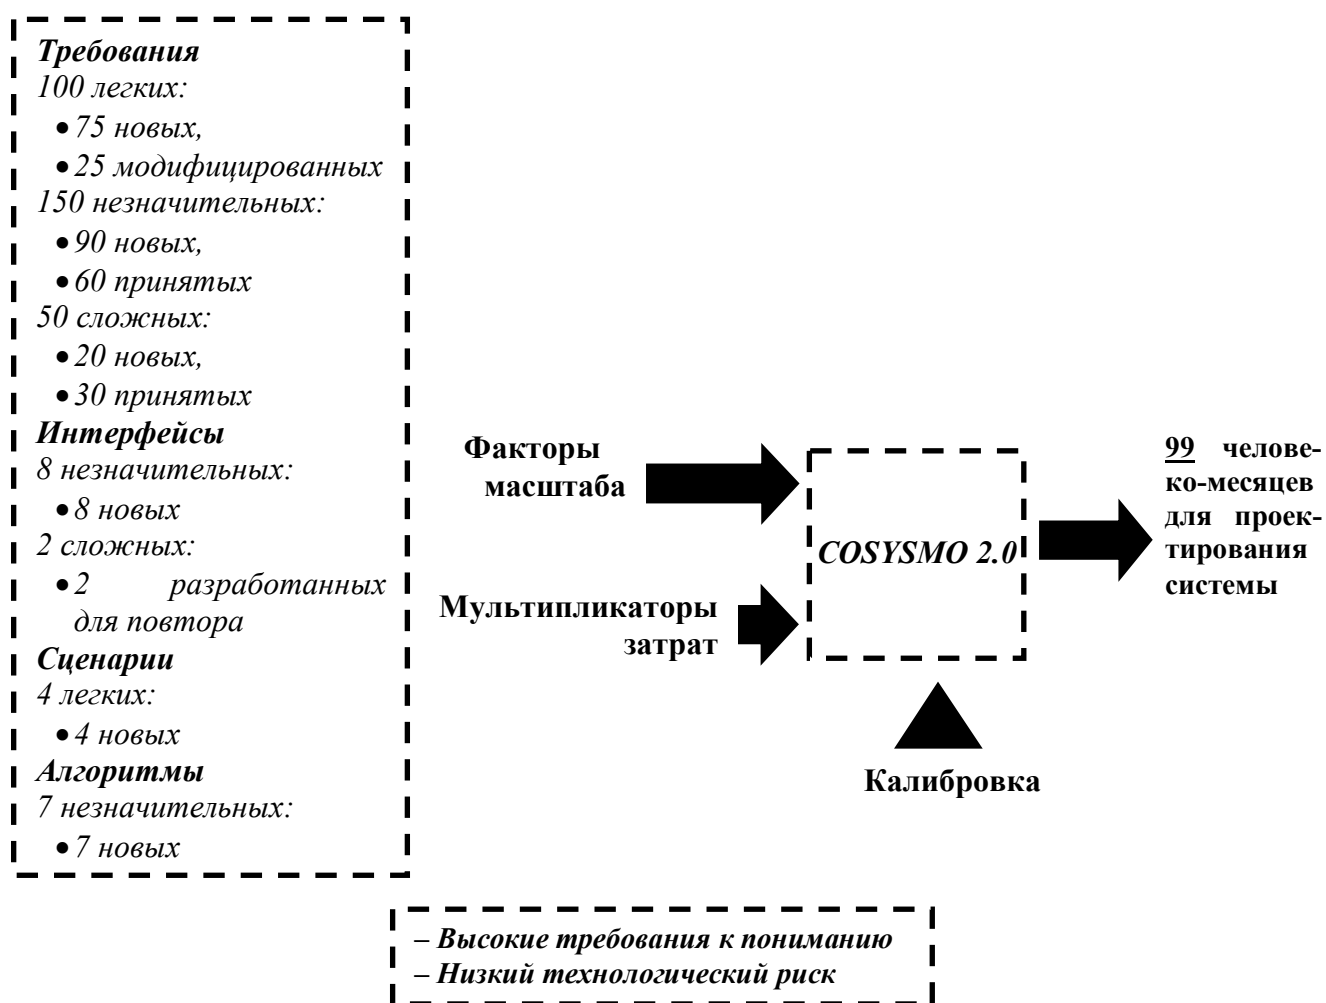 Требования
100 легких:
• 75 новых,
• 25 модифицированных
150 незначительных:
• 90 новых,
• 60 принятых
50 сложных:
• 20 новых,
• 30 принятых
Интерфейсы
8 незначительных:
• 8 новых
2 сложных:
• 2 разработанных
для повтора
Сценарии
4 легких:
• 4 новых
Алгоритмы
7 незначительных:
• 7 новых
Факторы
масштаба
Мультипликаторы
затрат
COSYSMO 2.0
Калибровка
99 челове-
ко-месяцев
для проек-
тирования
системы
– Высокие требования к пониманию
– Низкий технологический риск